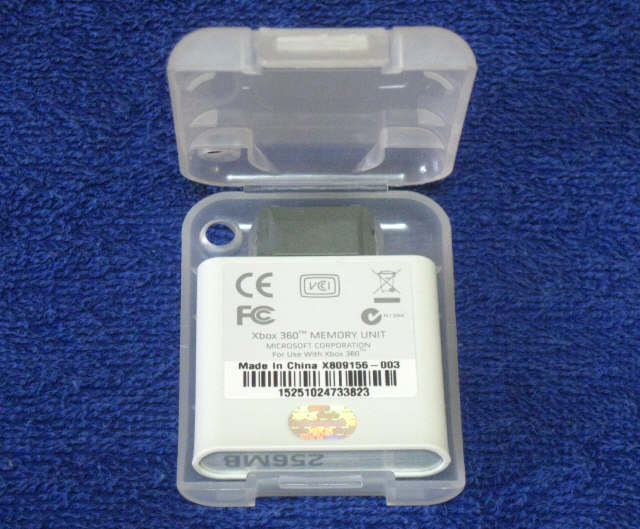 CE
VCI
FC
N1384
Xbox 360™ MEMORY UNIT
MICROSOFT CORPORATION
For Use With Xbox 360™
Made In China X809156-003
15251024733823
256MB